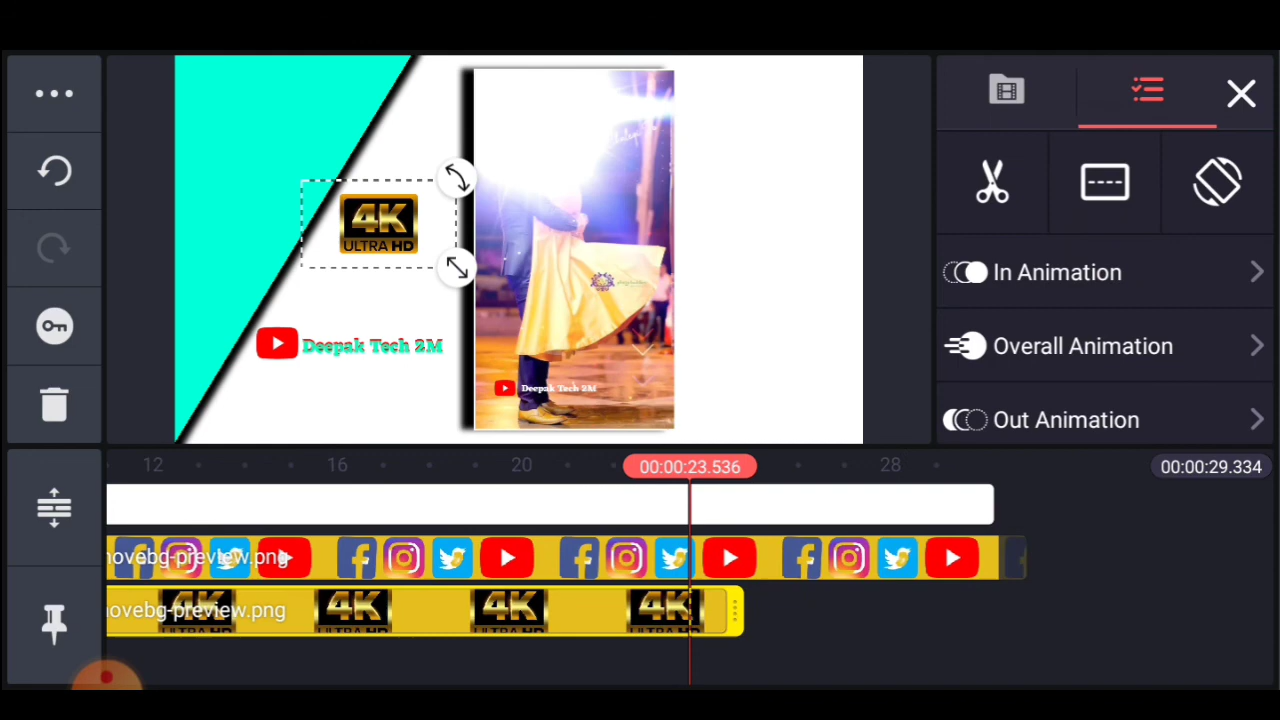 4K
ULTRA HD
Deepak Tech 2M
Deepak Tech 2M
In Animation
Overall Animation
Out Animation
12
16
20
00:00:23.536
28
00:00:29.334
movebg-preview.png
4K
ULTRA HD
4K
ULTRA HD
4K
ULTRA HD
4K
ULTRA HD
ovebg-preview.png